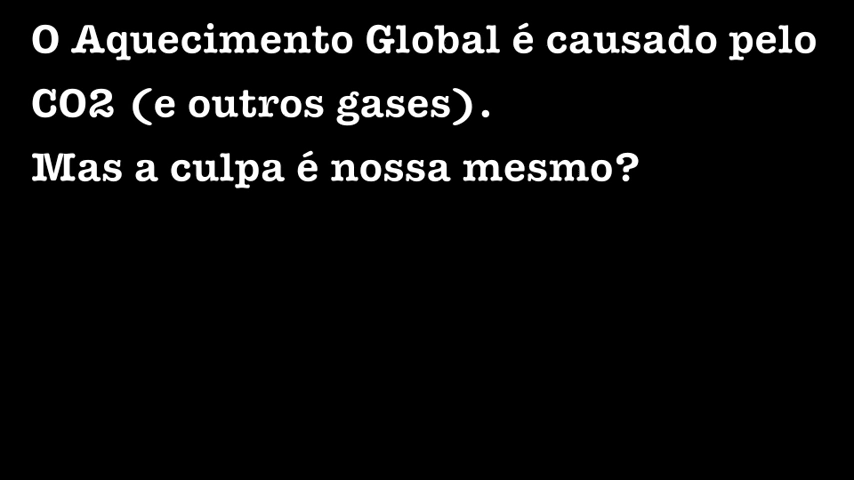 O Aquecimento Global é causado pelo
CO2 (e outros gases).
Mas a culpa é nossa mesmo?